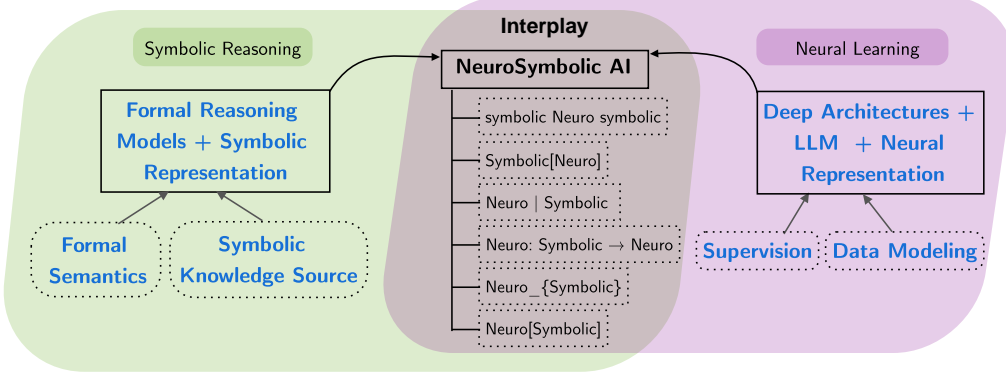 Interplay
Symbolic Reasoning
Neural Learning
NeuroSymbolic AI
Formal Reasoning
Models + Symbolic
Representation
Deep Architectures +
LLM + Neural
Representation
symbolic Neuro symbolic
Symbolic[Neuro]
Neuro | Symbolic
Neuro: Symbolic → Neuro
Neuro_{Symbolic}
Neuro[Symbolic]
Formal
Semantics
Symbolic
Knowledge Source
Supervision
Data Modeling